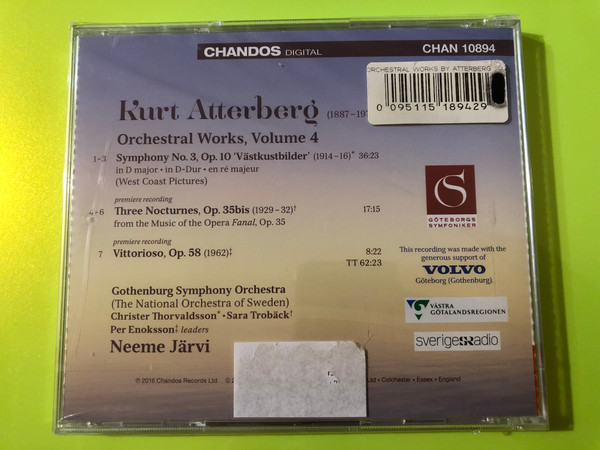 CHANDOS DIGITAL
CHAN 10894
ORCHESTRAL WORKS BY ATTERBERG
0 095115 189429
Kurt Atterberg (1887–197
Orchestral Works, Volume 4
1-3 Symphony No. 3, Op. 10 'Västkustbilder' (1914–16)* 36:23
in D major • in D-Dur • en ré majeur
(West Coast Pictures)
premiere recording
4-6 Three Nocturnes, Op. 35bis (1929–32)† 17:15
from the Music of the Opera Fanal, Op. 35
premiere recording
7 Vittorioso, Op. 58 (1962)‡ 8:22
TT 62:23
Gothenburg Symphony Orchestra
(The National Orchestra of Sweden)
Christer Thorvaldsson* • Sara Trobäck†
Per Enoksson‡ leaders
Neeme Järvi
GÖTEBORGS
SYMFONIKER
This recording was made with the
generous support of
VOLVO
Göteborg (Gothenburg).
VÄSTRA
GÖTALANDSREGIONEN
sverigesRadio
℗ 2016 Chandos Records Ltd © 2
Ltd • Colchester • Essex • England